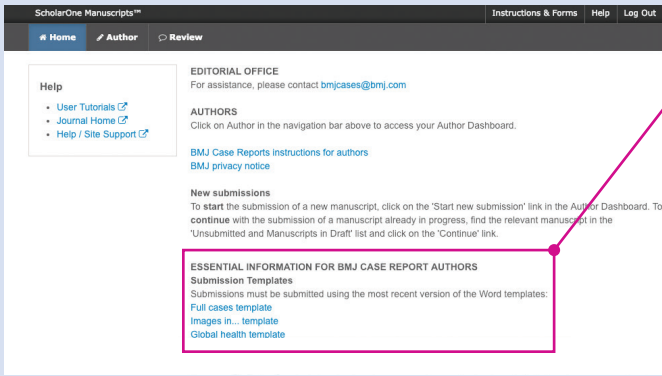 ScholarOne Manuscripts™
Instructions & Forms Help Log Out
Home Author Review
Help
User Tutorials
Journal Home
Help / Site Support
EDITORIAL OFFICE
For assistance, please contact bmjcases@bmj.com
AUTHORS
Click on Author in the navigation bar above to access your Author Dashboard.
BMJ Case Reports instructions for authors
BMJ privacy notice
New submissions
To start the submission of a new manuscript, click on the 'Start new submission' link in the Author Dashboard. To
continue with the submission of a manuscript already in progress, find the relevant manuscript in the
'Unsubmitted and Manuscripts in Draft' list and click on the 'Continue' link.
ESSENTIAL INFORMATION FOR BMJ CASE REPORT AUTHORS
Submission Templates
Submissions must be submitted using the most recent version of the Word templates:
Full cases template
Images in... template
Global health template